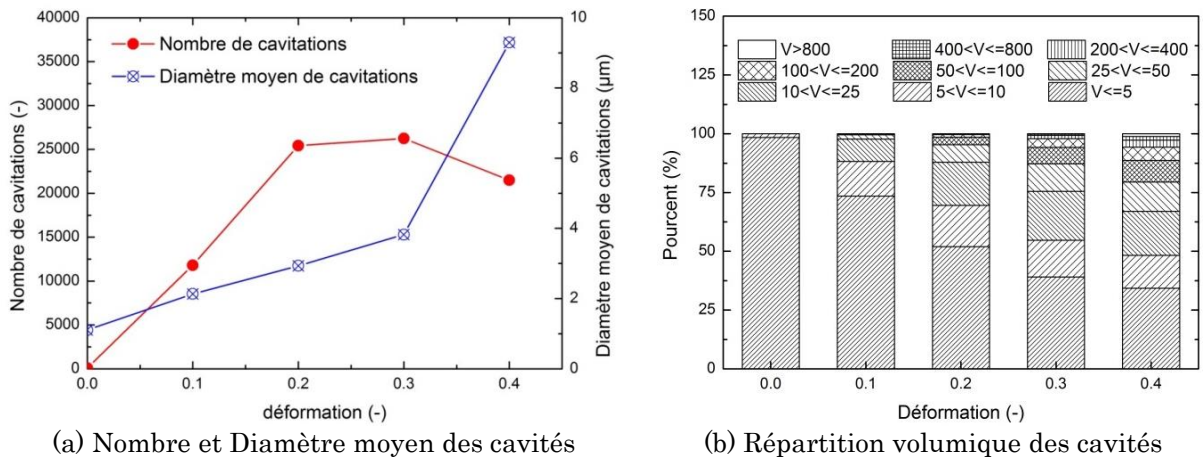 40000
35000
30000
25000
20000
15000
10000
5000
0
Nombre de cavitations (-)
Nombre de cavitations
Diamètre moyen de cavitations
10
8
6
4
2
0
Diamètre moyen de cavitations (μm)
0.0 0.1 0.2 0.3 0.4
déformation (-)
(a) Nombre et Diamètre moyen des cavités
150
125
100
75
50
25
0
Pourcent (%)
V>800 400<V<=800 200<V<=400
100<V<=200 50<V<=100 25<V<=50
10<V<=25 5<V<=10 V<=5
0.0 0.1 0.2 0.3 0.4
Déformation (-)
(b) Répartition volumique des cavités